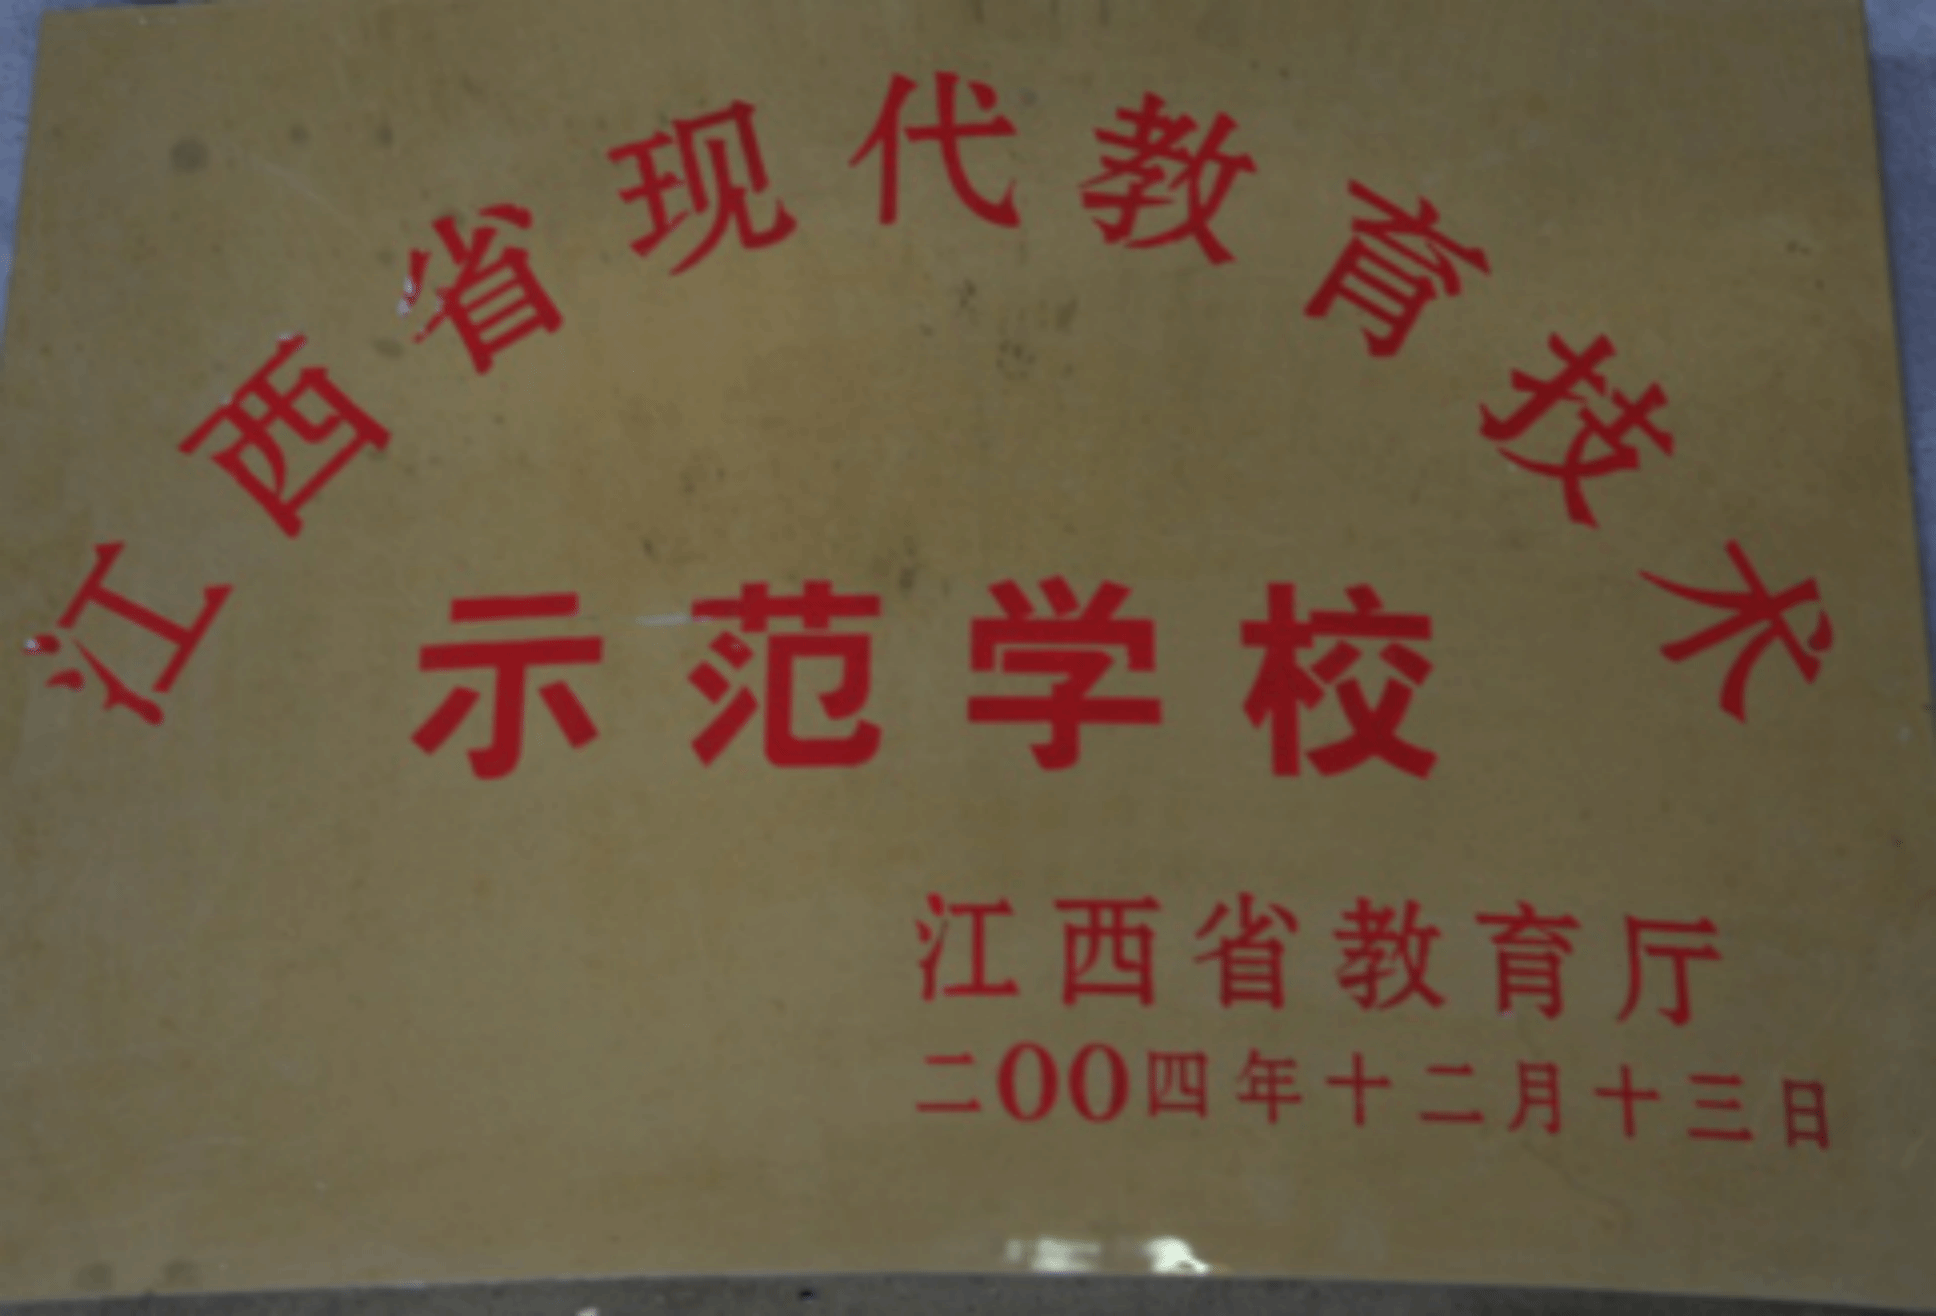 江西省现代教育技术
示范学校
江西省教育厅
二00四年十二月十三日